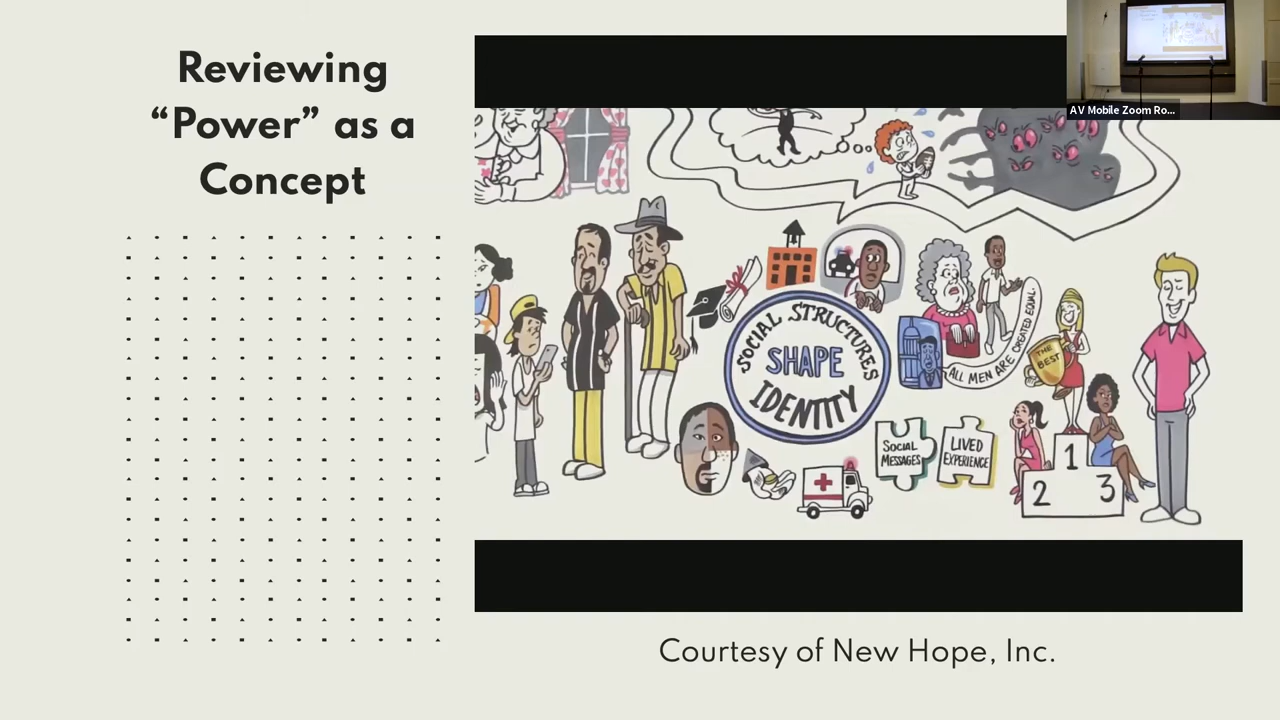 Reviewing
“Power” as a
Concept
AV Mobile Zoom Ro...
SOCIAL STRUCTURES
SHAPE
IDENTITY
ALL MEN ARE CREATED EQUAL.
THE
BEST
SOCIAL
MESSAGES
LIVED
EXPERIENCE
1
2
3
Courtesy of New Hope, Inc.